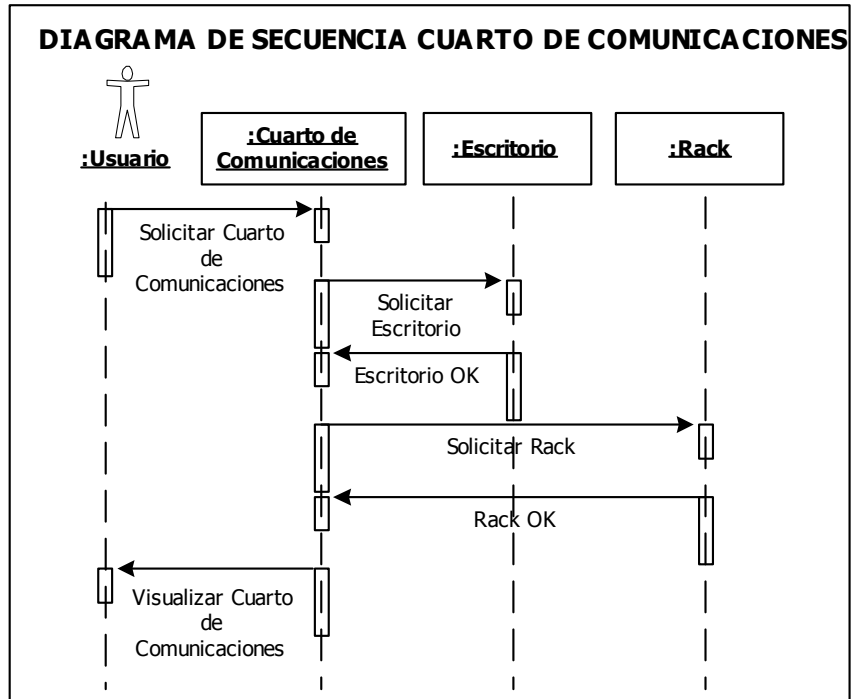 DIAGRAMA DE SECUENCIA CUARTO DE COMUNICACIONES
:Usuario
:Cuarto de
Comunicaciones
:Escritorio
:Rack
Solicitar Cuarto
de
Comunicaciones
Solicitar
Escritorio
Escritorio OK
Solicitar Rack
Rack OK
Visualizar Cuarto
de
Comunicaciones